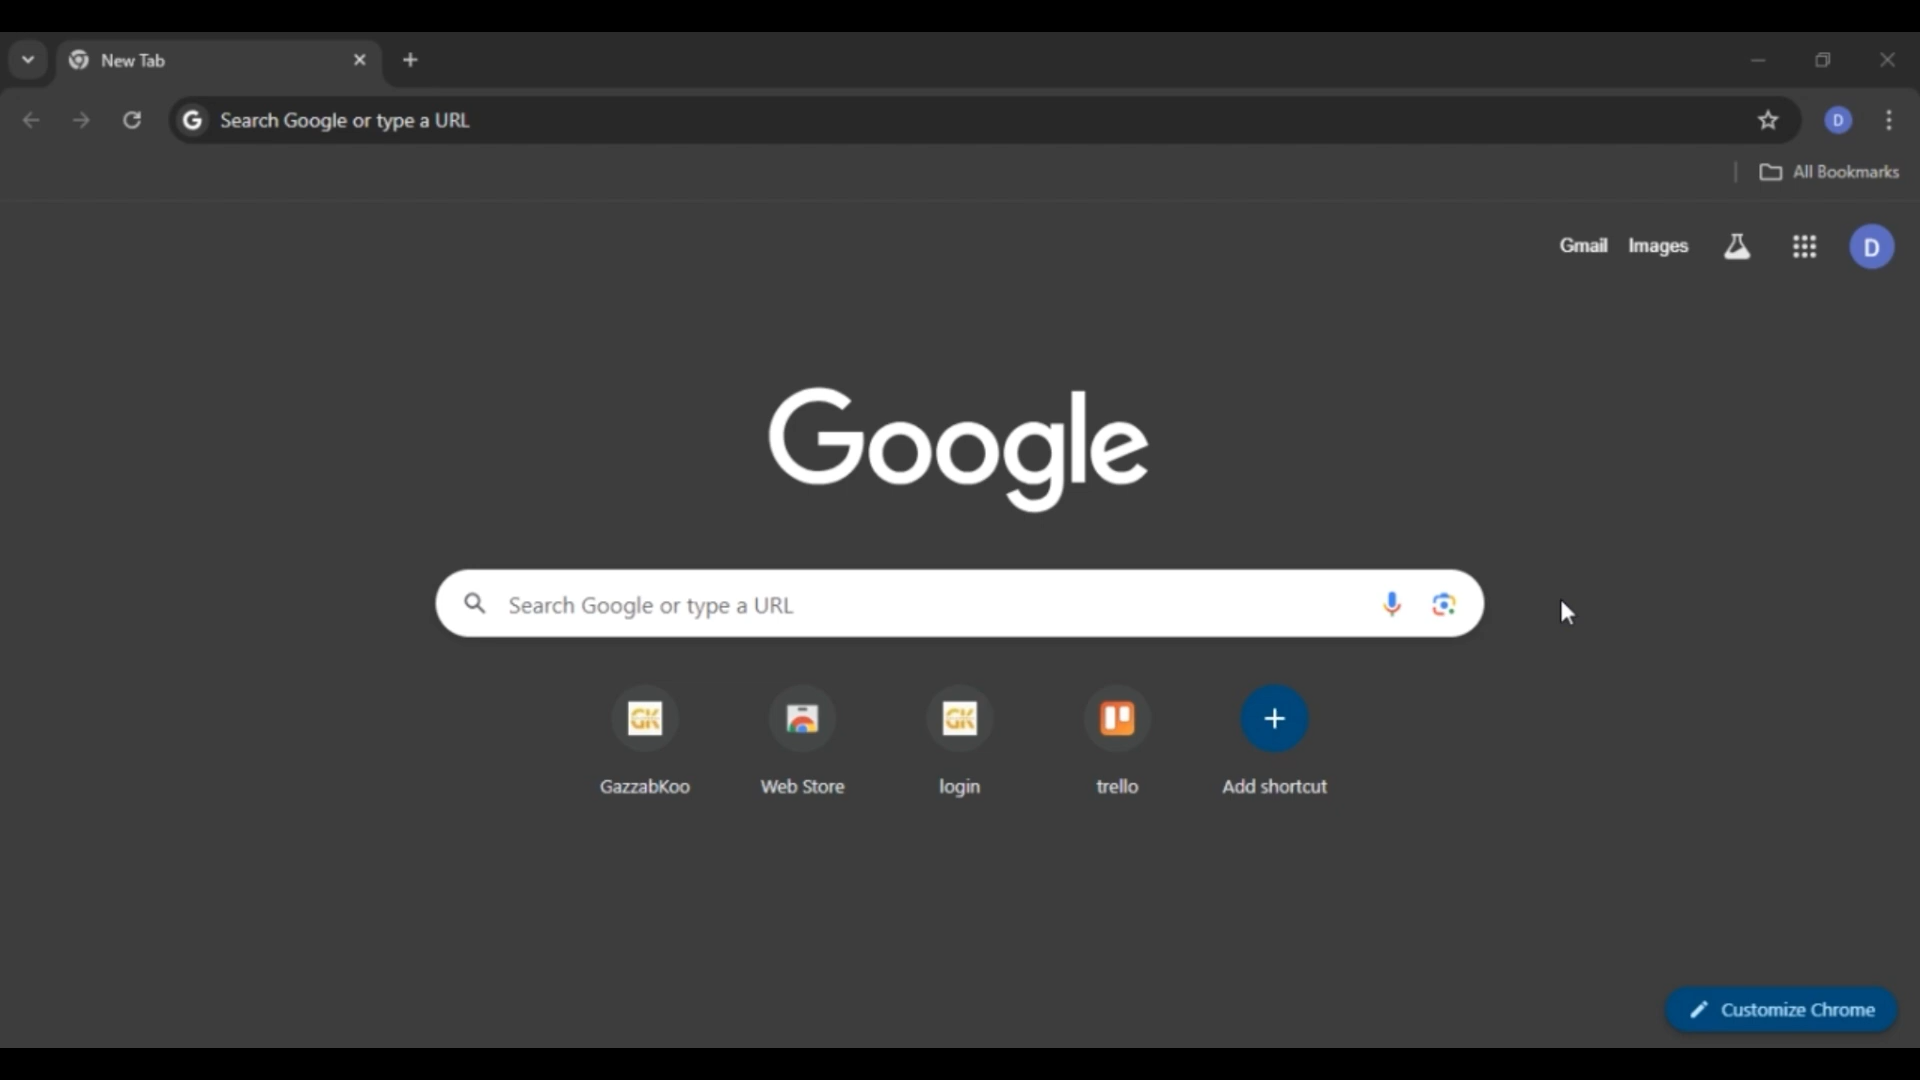 New Tab
Search Google or type a URL
D
All Bookmarks
Gmail Images
D
Google
Search Google or type a URL
GK
GK
GazzabKoo Web Store login trello Add shortcut
Customize Chrome